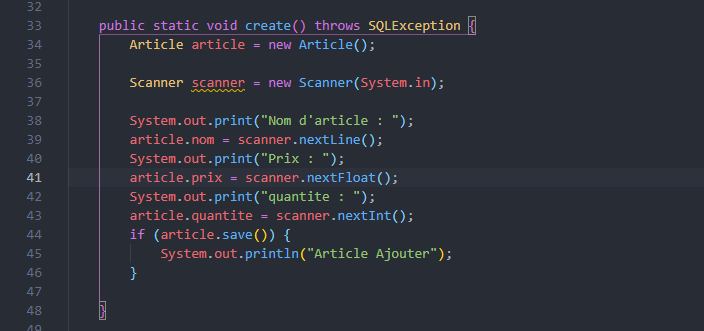 32
33 public static void create() throws SQLException {
34 Article article = new Article();
35
36 Scanner scanner = new Scanner(System.in);
37
38 System.out.print("Nom d'article : ");
39 article.nom = scanner.nextLine();
40 System.out.print("Prix : ");
41 article.prix = scanner.nextFloat();
42 System.out.print("quantite : ");
43 article.quantite = scanner.nextInt();
44 if (article.save()) {
45 System.out.println("Article Ajouter");
46 }
47
48 }
49